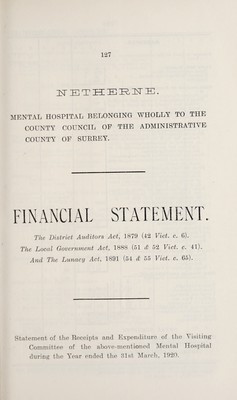 127
NETHERNE.
MENTAL HOSPITAL BELONGING WHOLLY TO THE
COUNTY COUNCIL OF THE ADMINISTRATIVE
COUNTY OF SURREY.
FINANCIAL STATEMENT.
The District Auditors Act, 1879 (42 Vict. c. 6).
The Local Government Act, 1888 (51 & 52 Vict. c. 41).
And The Lunacy Act, 1891 (54 & 55 Vict. c. 65).
Statement of the Receipts and Expenditure of the Visiting
Committee of the above-mentioned Mental Hospital
during the Year ended the 31st March, 1920.